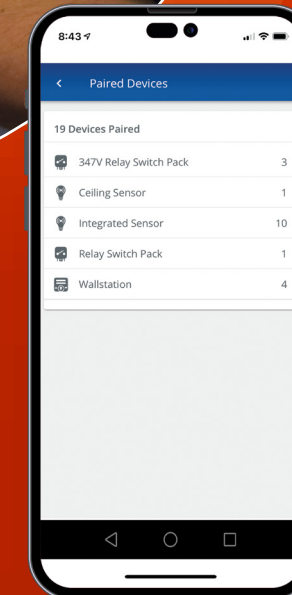 8:43
Paired Devices
19 Devices Paired
347V Relay Switch Pack 3
Ceiling Sensor 1
Integrated Sensor 10
Relay Switch Pack 1
Wallstation 4